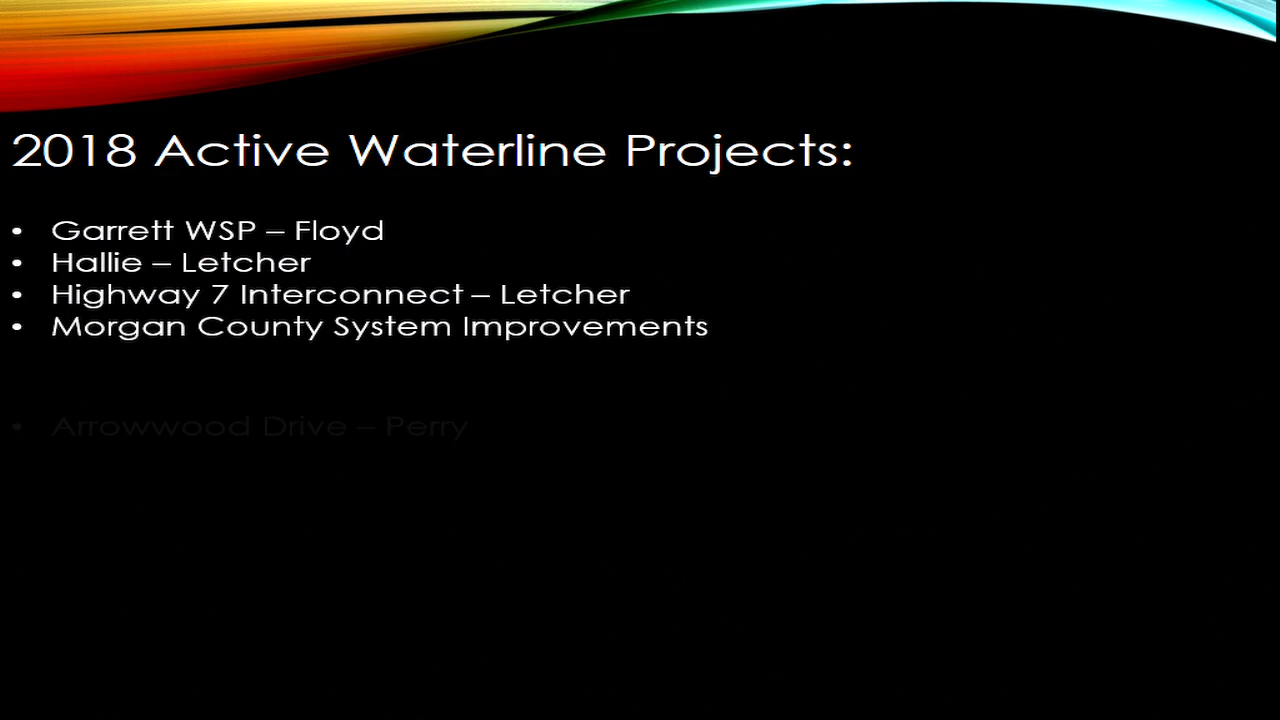 2018 Active Waterline Projects:
• Garrett WSP – Floyd
• Hallie – Letcher
• Highway 7 Interconnect – Letcher
• Morgan County System Improvements
• Arrowwood Drive – Perry